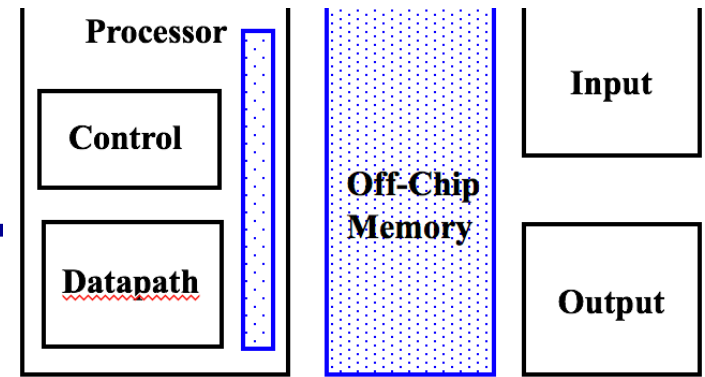 Processor
Control
Datapath
Off-Chip
Memory
Input
Output